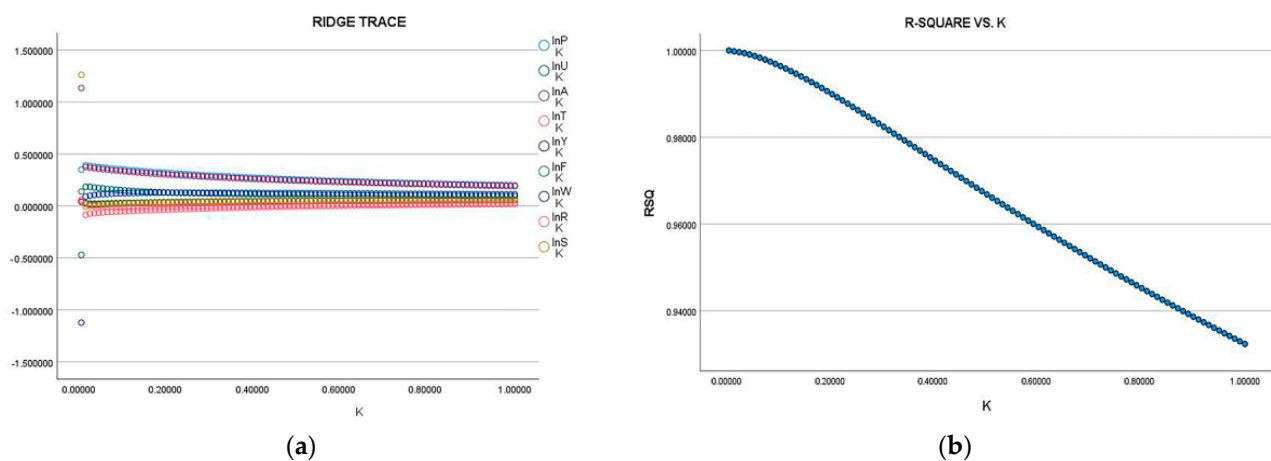 RIDGE TRACE
1.500000
1.000000
0.500000
0.000000
-0.500000
-1.000000
-1.500000
0.00000 0.20000 0.40000 0.60000 0.80000 1.00000
K
lnP
K
lnU
K
lnA
K
lnT
K
lnY
K
lnF
K
lnW
K
lnR
K
lnS
K
(a)
R-SQUARE VS. K
1.00000
0.98000
0.96000
0.94000
RSQ
0.00000 0.20000 0.40000 0.60000 0.80000 1.00000
K
(b)